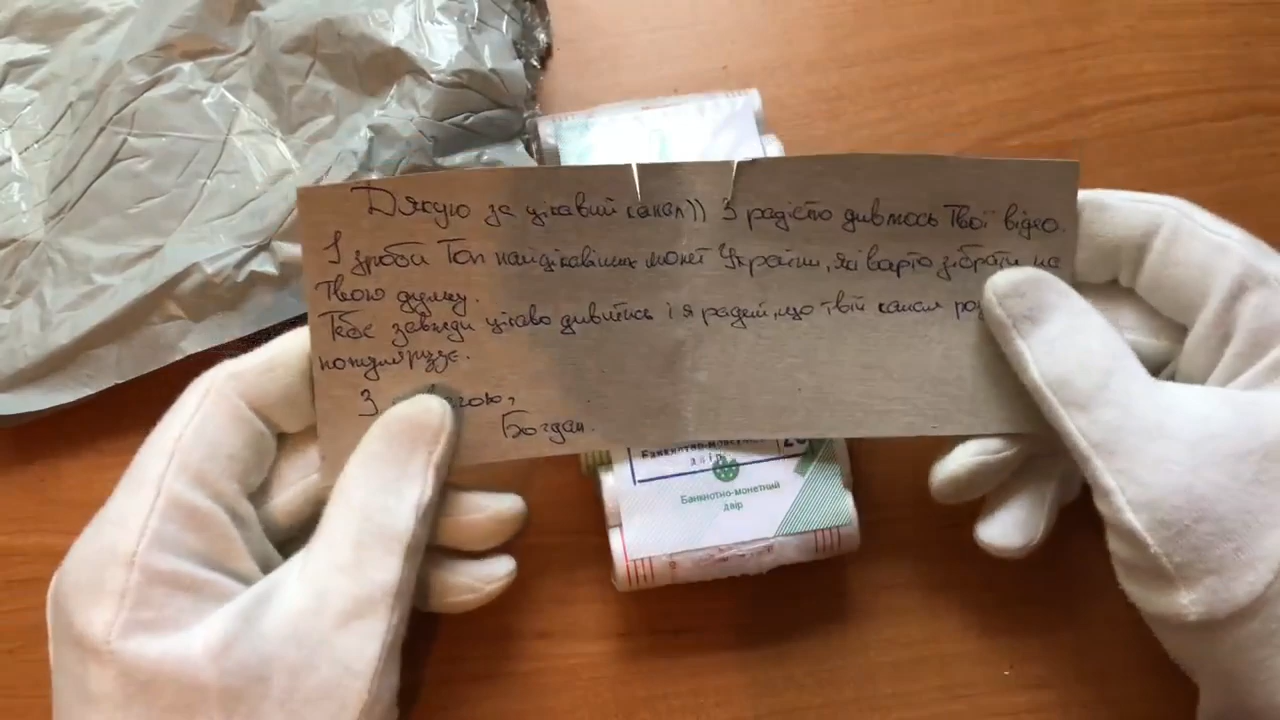 Дякую за цікавий канал)) З радістю дивлюсь Твої відео.
І зроби Топ найцікавіших монет України, які варто зібрати на
Твою думку.
Тебе завжди цікаво дивитись і я радий, що твій канал
популяризує.
З
Богдан.
Банкнотно-монетний
двір
Банкнотно-монетний
двір